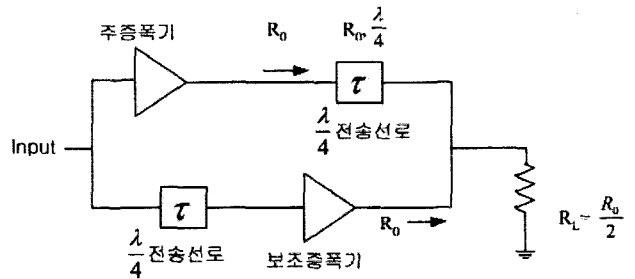 주증폭기
R₀
R₀, λ/4
τ
λ/4 전송선로
Input
τ
λ/4 전송선로
보조증폭기
R₀
R_L = R₀/2